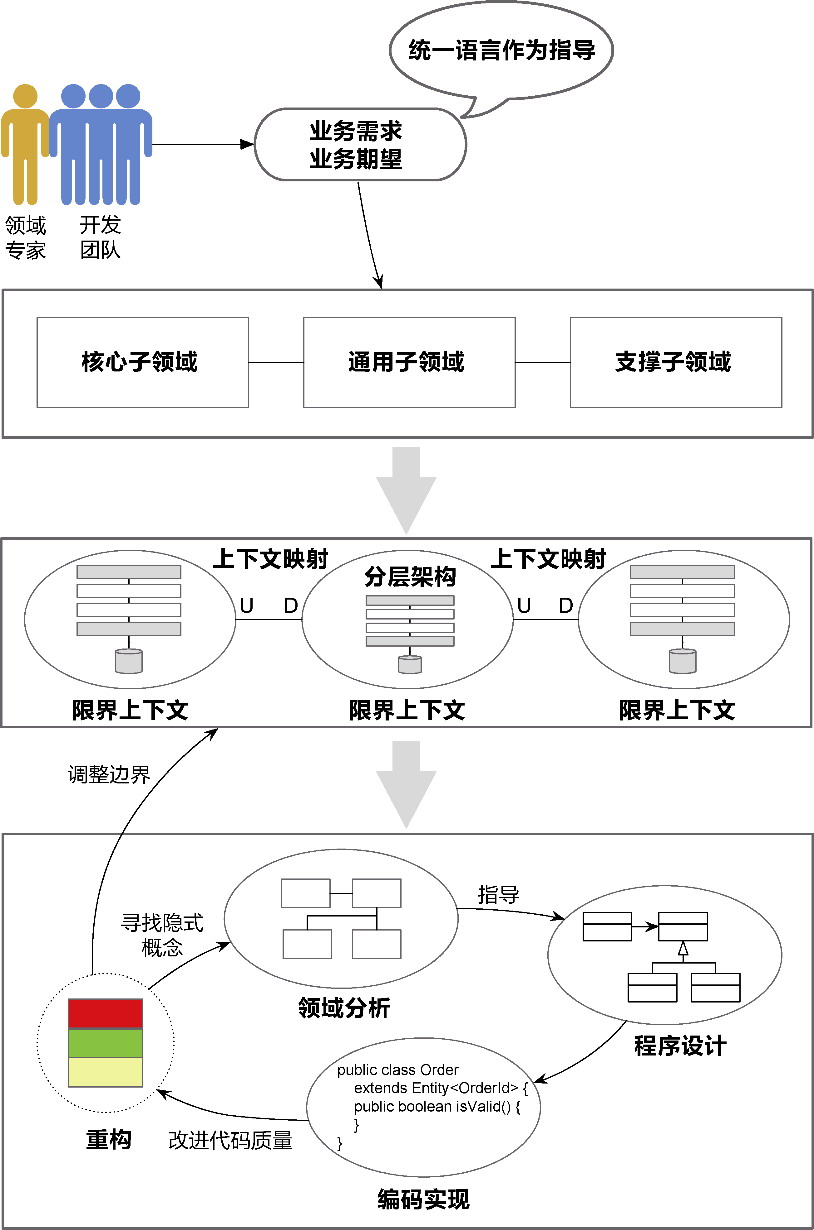 统一语言作为指导
业务需求
业务期望
领域
专家
开发
团队
核心子领域
通用子领域
支撑子领域
上下文映射
上下文映射
分层架构
U
D
U
D
限界上下文
限界上下文
限界上下文
调整边界
指导
寻找隐式
概念
领域分析
程序设计
public class Order
extends Entity<OrderId> {
public boolean isValid() {
}
}
重构
改进代码质量
编码实现